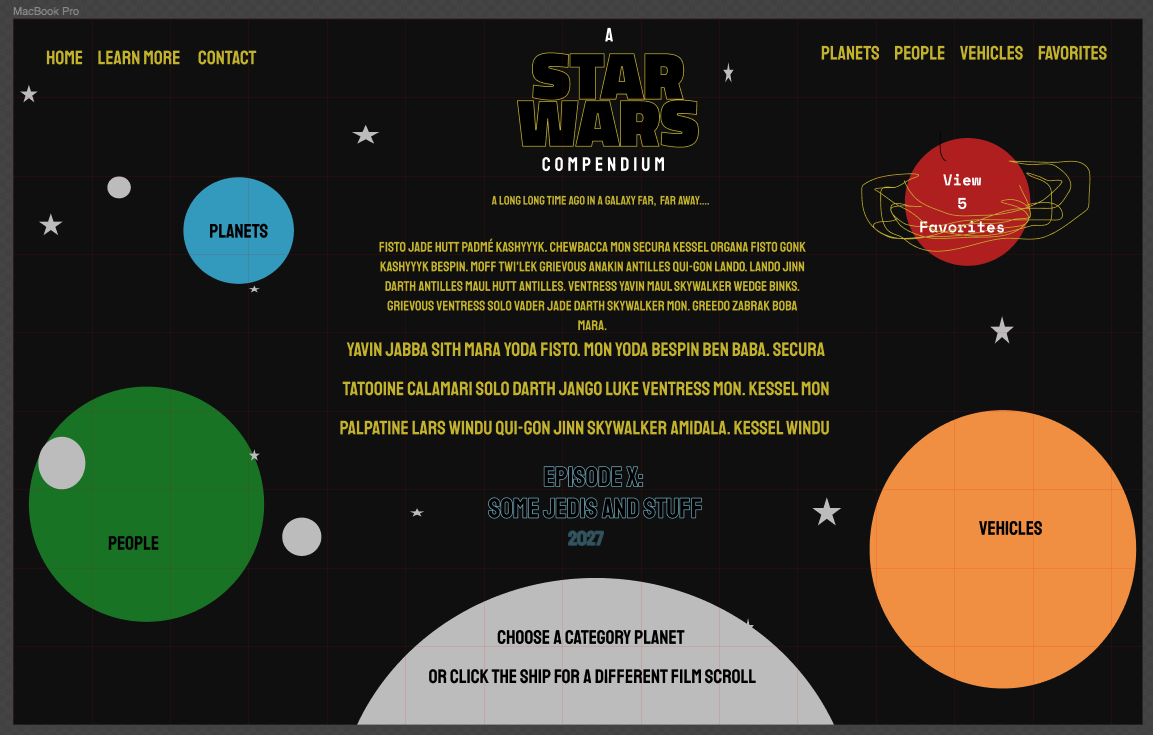 MacBook Pro
HOME LEARN MORE CONTACT
PLANETS PEOPLE VEHICLES FAVORITES
A
STAR
WARS
COMPENDIUM
A LONG LONG TIME AGO IN A GALAXY FAR, FAR AWAY....
PLANETS
View
5
Favorites
FISTO JADE HUTT PADMÉ KASHYYYK. CHEWBACCA MON SECURA KESSEL ORGANA FISTO GONK
KASHYYYK BESPIN. MOFF TWI'LEK GRIEVOUS ANAKIN ANTILLES QUI-GON LANDO. LANDO JINN
DARTH ANTILLES MAUL HUTT ANTILLES. VENTRESS YAVIN MAUL SKYWALKER WEDGE BINKS.
GRIEVOUS VENTRESS SOLO VADER JADE DARTH SKYWALKER MON. GREEDO ZABRAK BOBA
MARA.
YAVIN JABBA SITH MARA YODA FISTO. MON YODA BESPIN BEN BABA. SECURA
TATOOINE CALAMARI SOLO DARTH JANGO LUKE VENTRESS MON. KESSEL MON
PALPATINE LARS WINDU QUI-GON JINN SKYWALKER AMIDALA. KESSEL WINDU
EPISODE X:
SOME JEDIS AND STUFF
2027
PEOPLE
VEHICLES
CHOOSE A CATEGORY PLANET
OR CLICK THE SHIP FOR A DIFFERENT FILM SCROLL